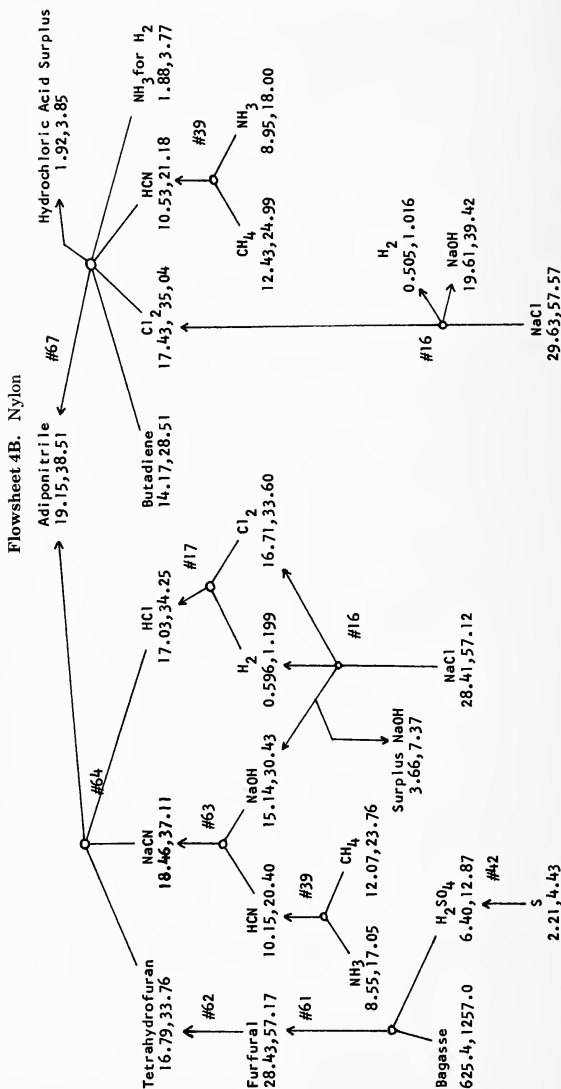 Flowsheet 4B. Nylon
Adiponitrile
19.15,38.51
#67
Hydrochloric Acid Surplus
1.92,3.85
#64
Tetrahydrofuran
16.79,33.76
NaCN
18.46,37.11
HCl
17.03,34.25
Butadiene
14.17,28.51
Cl2
17.43, 35,04
HCN
10.53,21.18
NH3 for H2
1.88,3.77
#62
#63
#17
#39
Furfural
28.43,57.17
HCN
10.15,20.40
NaOH
15.14,30.43
H2
0.596,1.199
Cl2
16.71,33.60
CH4
12.43,24.99
NH3
8.95,18.00
#61
#39
#16
#16
NH3
8.55,17.05
CH4
12.07,23.76
H2
0.505,1.016
NaOH
19.61,39.42
Bagasse
625.4,1257.0
H2SO4
6.40,12.87
#42
S
2.21,4.43
Surplus NaOH
3.66,7.37
NaCl
28.41,57.12
NaCl
29.63,57.57